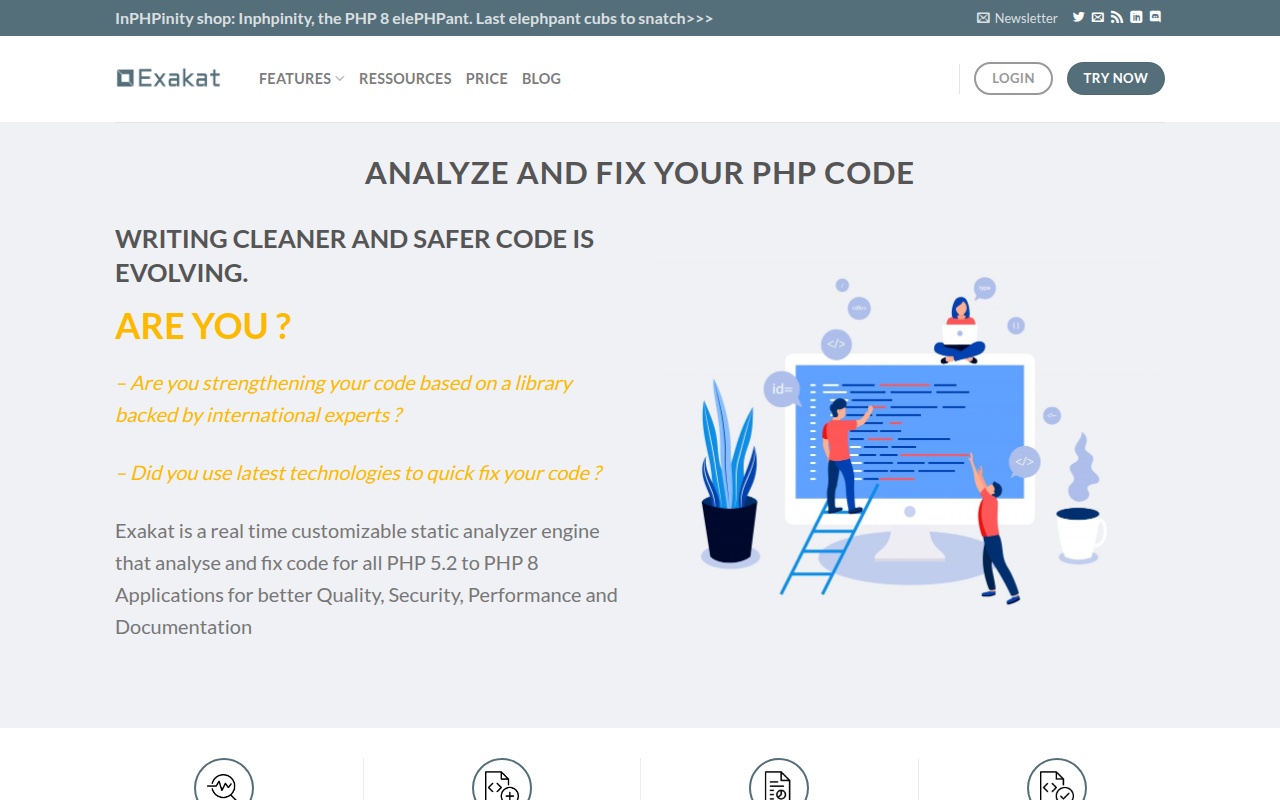 InPHPinity shop: Inphpinity, the PHP 8 elePHPant. Last elephpant cubs to snatch>>>
Newsletter
Exakat
FEATURES
RESSOURCES
PRICE
BLOG
LOGIN
TRY NOW
ANALYZE AND FIX YOUR PHP CODE
WRITING CLEANER AND SAFER CODE IS
EVOLVING.
ARE YOU ?
– Are you strengthening your code based on a library
backed by international experts ?
– Did you use latest technologies to quick fix your code ?
Exakat is a real time customizable static analyzer engine
that analyse and fix code for all PHP 5.2 to PHP 8
Applications for better Quality, Security, Performance and
Documentation
</>
id=
</>